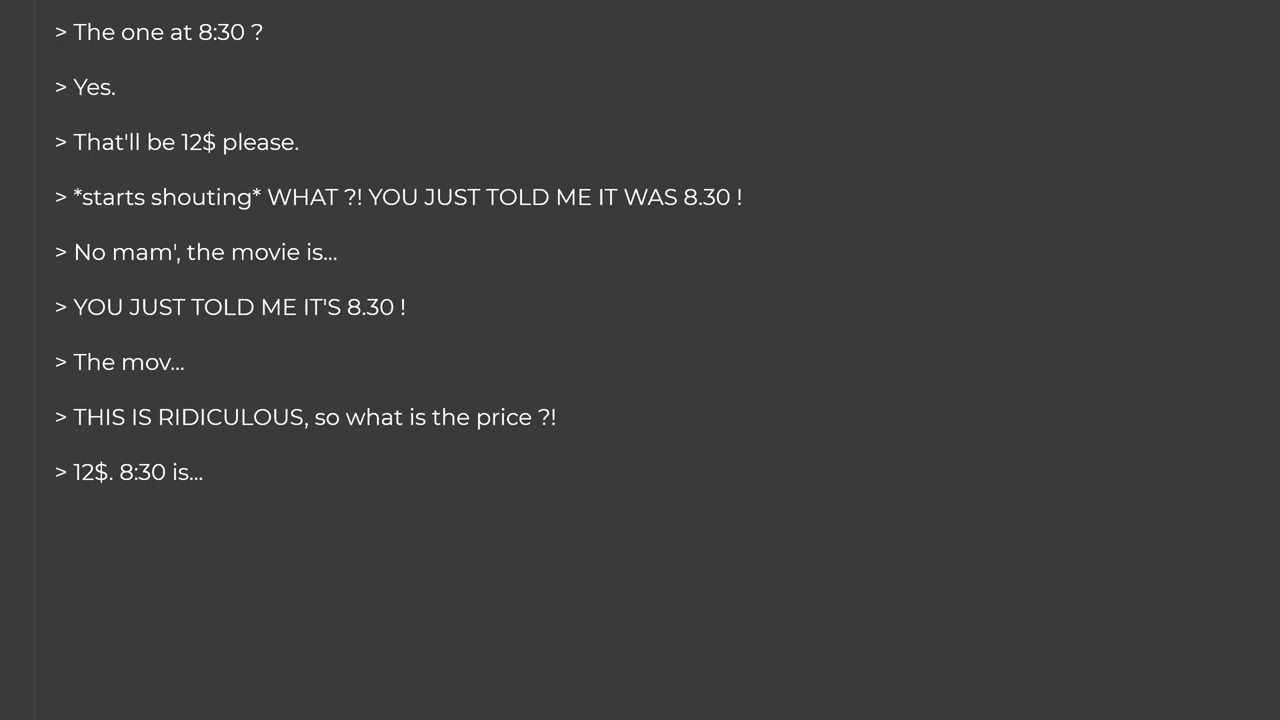 > The one at 8:30 ?
> Yes.
> That'll be 12$ please.
> *starts shouting* WHAT ?! YOU JUST TOLD ME IT WAS 8.30 !
> No mam', the movie is...
> YOU JUST TOLD ME IT'S 8.30 !
> The mov...
> THIS IS RIDICULOUS, so what is the price ?!
> 12$. 8:30 is...